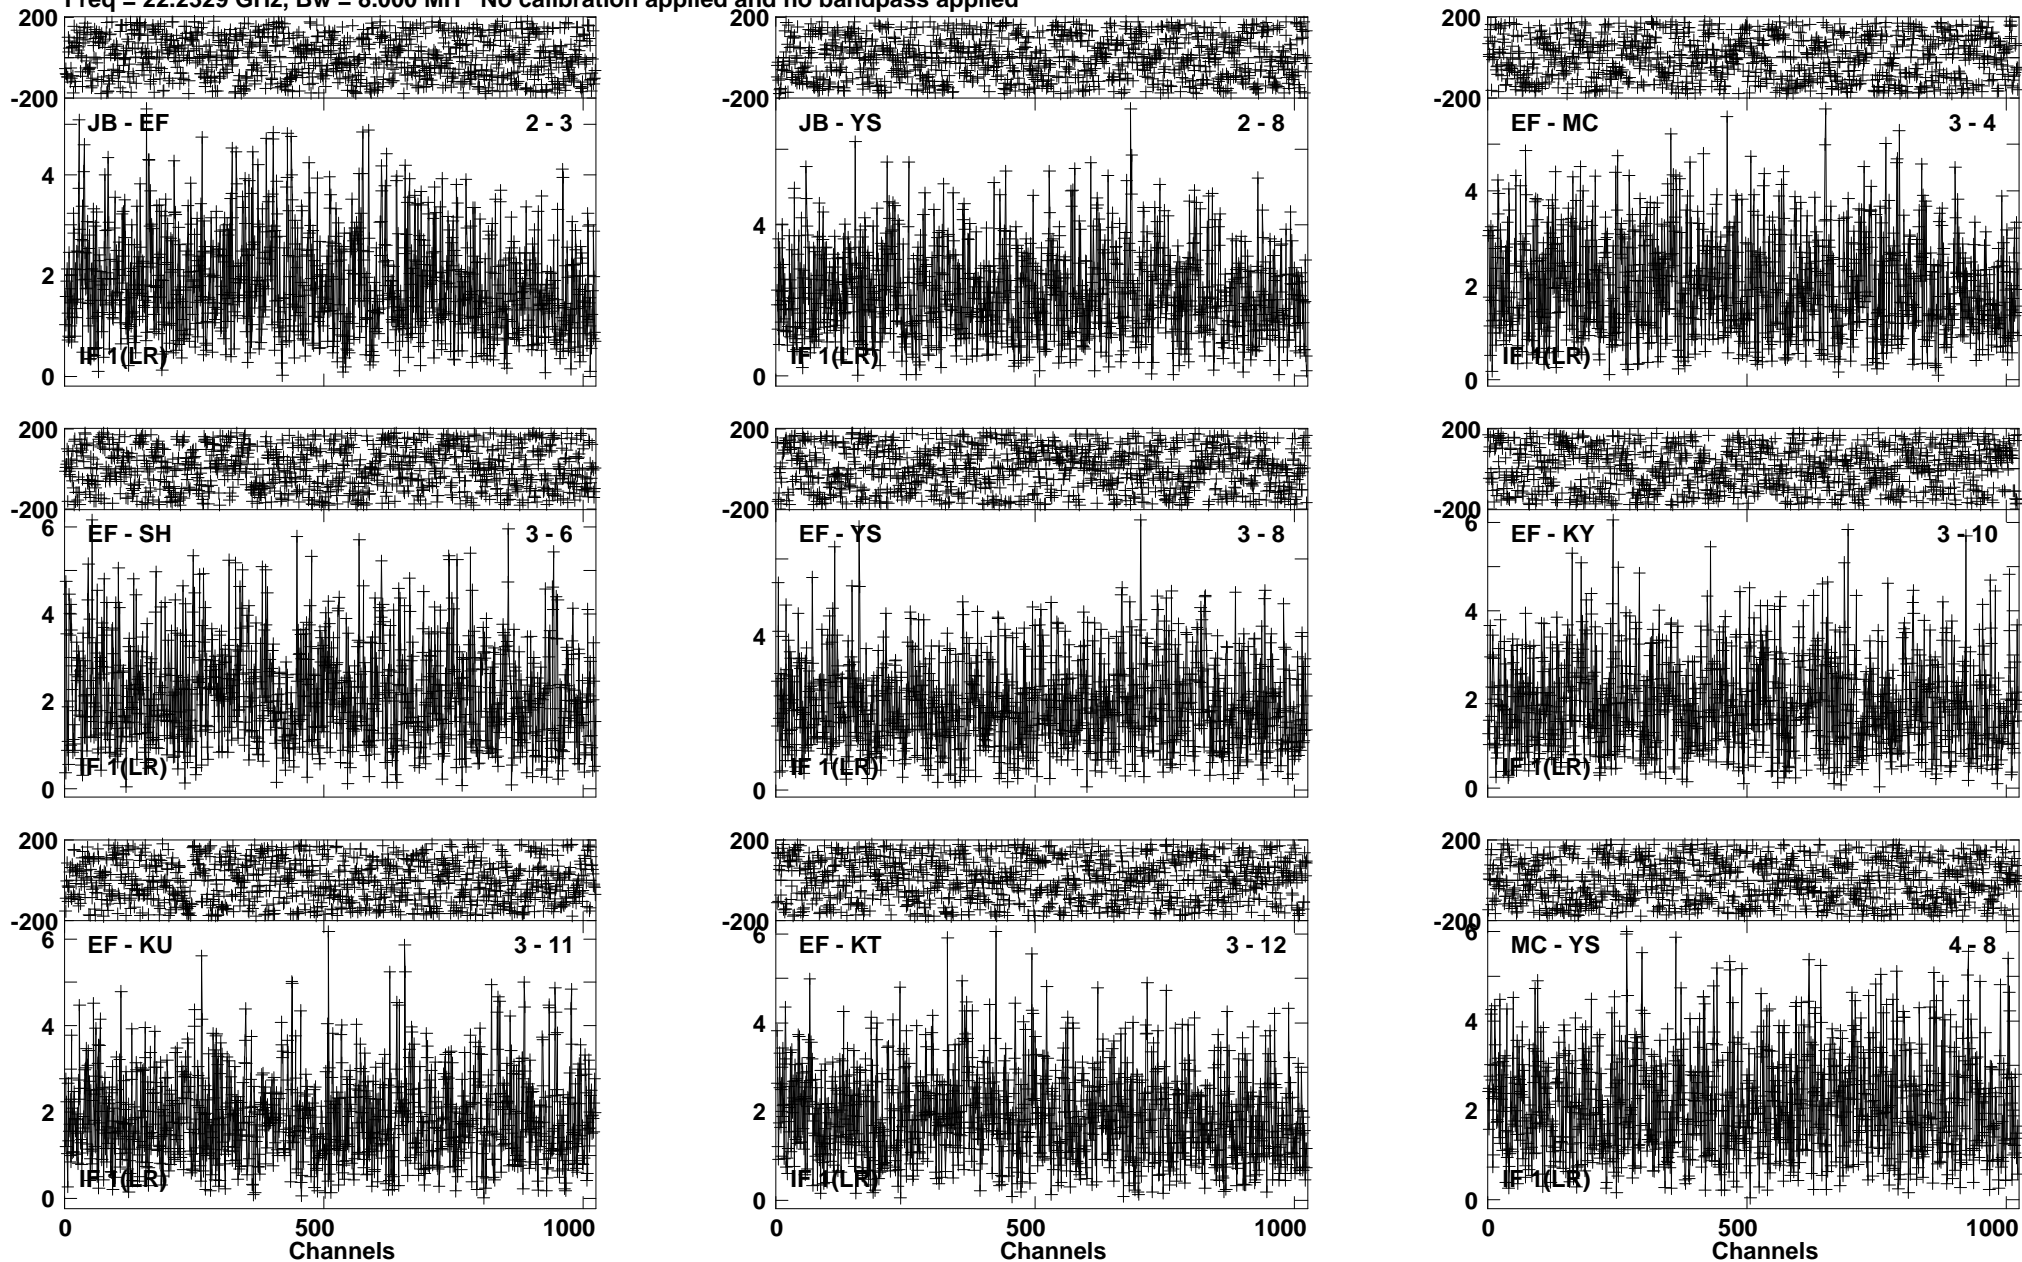 Freq = 22.2329 GHz, Bw = 8.000 MH No calibration applied and no bandpass applied
200 200 200
-200 -200 -200
JB - EF 2 - 3 JB - YS 2 - 8 EF - MC 3 - 4
4 4 4
2 2
IF 1(LR) IF 1(LR) IF 1(LR)
0 0 0
200 200 200
-200 -200 -200
6 6
EF - SH 3 - 6 EF - YS 3 - 8 EF - KY 3 - 10
4 4 4
2 2
IF 1(LR) IF 1(LR) IF 1(LR)
0 0 0
200 200 200
-200 -200 -200
6 6 6
EF - KU 3 - 11 EF - KT 3 - 12 MC - YS 4 - 8
4 4 4
2 2 2
IF 1(LR) IF 1(LR) IF 1(LR)
0 0 0
0 500 1000 0 500 1000 0 500 1000
Channels Channels Channels